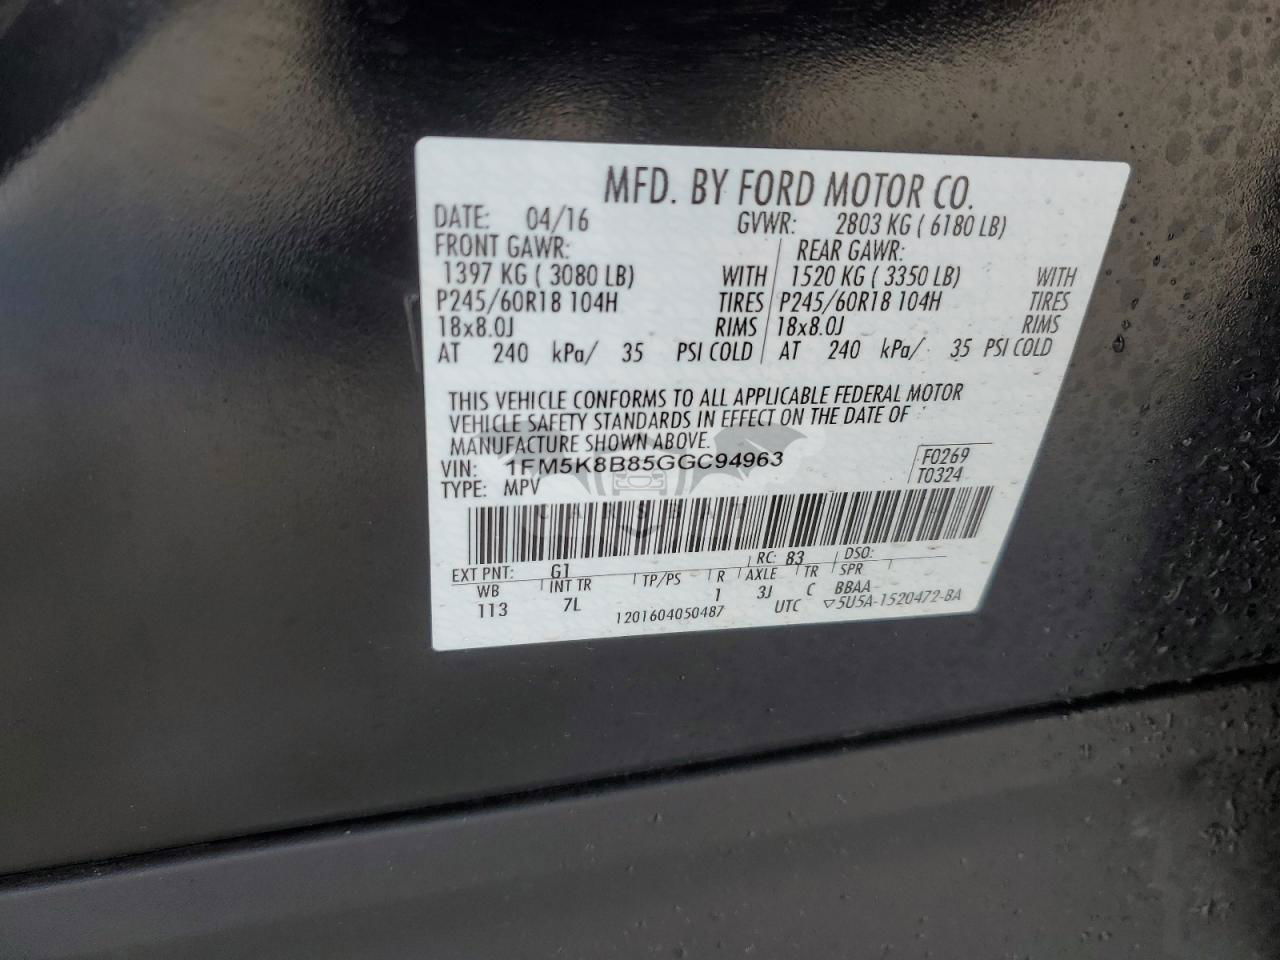 MFD. BY FORD MOTOR CO.
DATE: 04/16 GVWR: 2803 KG ( 6180 LB)
FRONT GAWR: REAR GAWR:
1397 KG ( 3080 LB) WITH 1520 KG ( 3350 LB) WITH
P245/60R18 104H TIRES P245/60R18 104H TIRES
18x8.0J RIMS 18x8.0J RIMS
AT 240 kPa/ 35 PSI COLD AT 240 kPa/ 35 PSI COLD
THIS VEHICLE CONFORMS TO ALL APPLICABLE FEDERAL MOTOR
VEHICLE SAFETY STANDARDS IN EFFECT ON THE DATE OF
MANUFACTURE SHOWN ABOVE.
VIN: 1FM5K8B85GGC94963 F0269
TYPE: MPV T0324
RC: 83 DSO:
EXT PNT: G1
WB INT TR TP/PS R AXLE TR SPR
113 7L 1 3J C BBAA
1201604050487 UTC ▽5U5A-1520472-BA